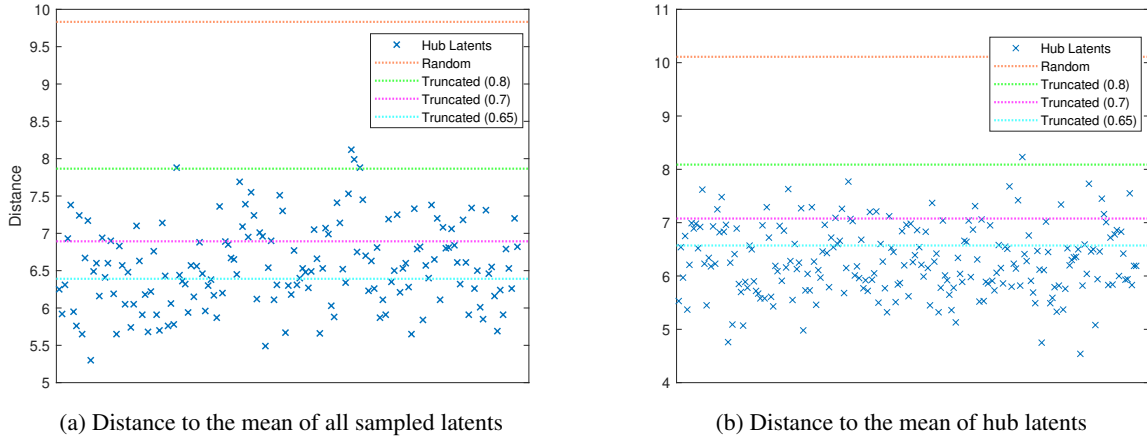 10
9.5
9
8.5
8
7.5
7
6.5
6
5.5
5
Distance
Hub Latents
Random
Truncated (0.8)
Truncated (0.7)
Truncated (0.65)
(a) Distance to the mean of all sampled latents
11
10
9
8
7
6
5
4
Hub Latents
Random
Truncated (0.8)
Truncated (0.7)
Truncated (0.65)
(b) Distance to the mean of hub latents